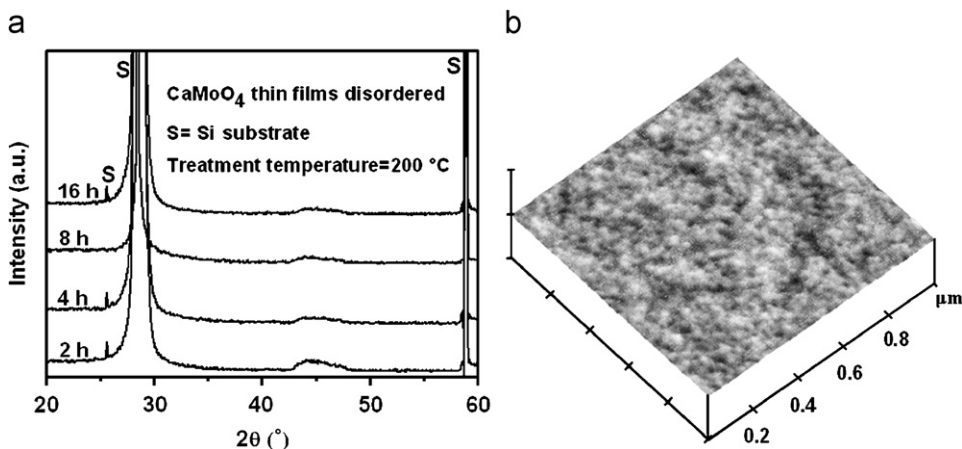 a
b
S
S
CaMoO4 thin films disordered
S= Si substrate
Treatment temperature=200 °C
S
16 h
8 h
4 h
2 h
Intensity (a.u.)
20 30 40 50 60
2θ (°)
μm
0.8
0.6
0.4
0.2